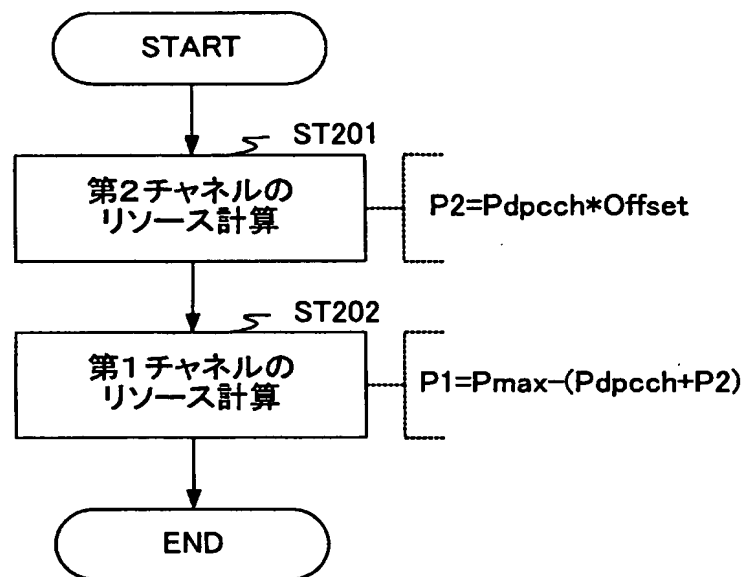 START
ST201
第2チャネルの
リソース計算
P2=Pdpcch*Offset
ST202
第1チャネルの
リソース計算
P1=Pmax-(Pdpcch+P2)
END